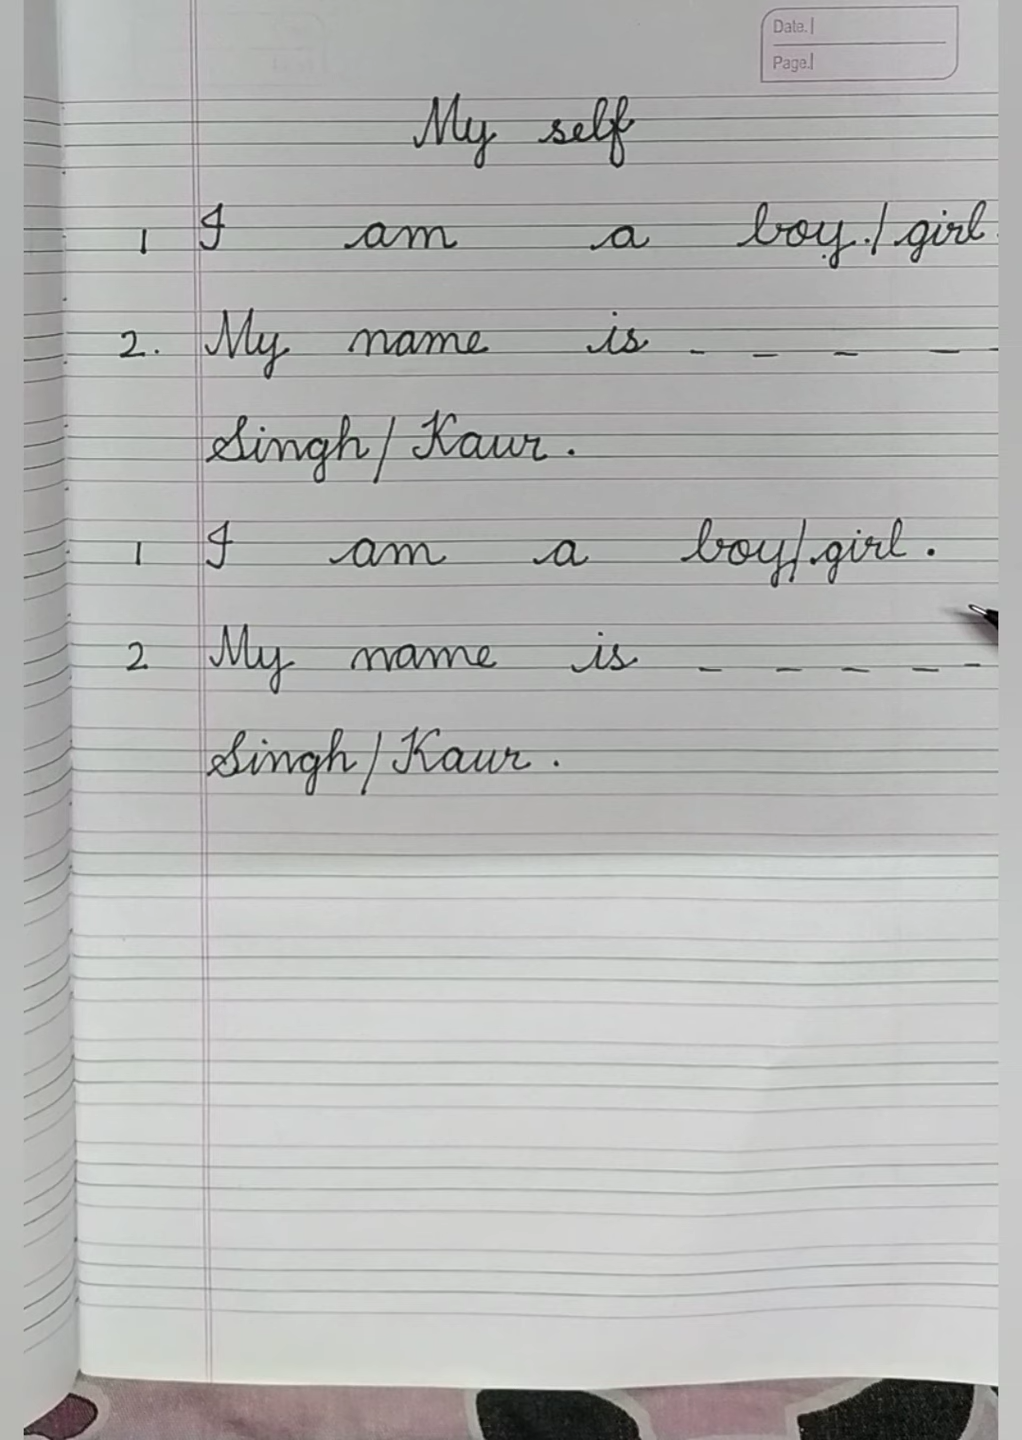 Date.
Page.
My self
1 I am a boy./girl.
2. My name is - - - -
Singh/Kaur.
1 I am a boy/.girl.
2 My name is - - - - -
Singh/Kaur.